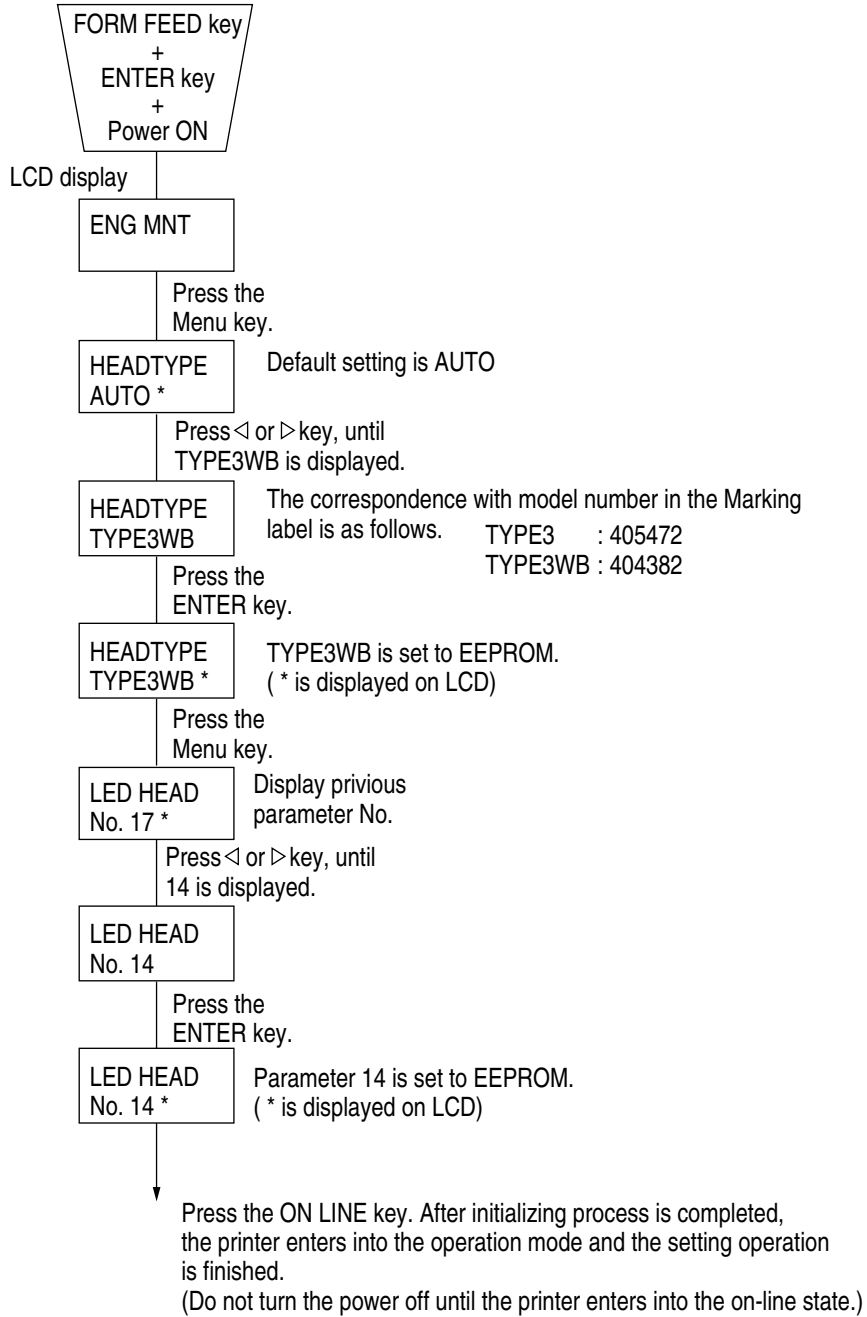 FORM FEED key
+
ENTER key
+
Power ON
LCD display
ENG MNT
Press the
Menu key.
HEADTYPE
AUTO *
Default setting is AUTO
Press ◁ or ▷ key, until
TYPE3WB is displayed.
HEADTYPE
TYPE3WB
The correspondence with model number in the Marking
label is as follows.
TYPE3 : 405472
TYPE3WB : 404382
Press the
ENTER key.
HEADTYPE
TYPE3WB *
TYPE3WB is set to EEPROM.
( * is displayed on LCD)
Press the
Menu key.
LED HEAD
No. 17 *
Display privious
parameter No.
Press ◁ or ▷ key, until
14 is displayed.
LED HEAD
No. 14
Press the
ENTER key.
LED HEAD
No. 14 *
Parameter 14 is set to EEPROM.
( * is displayed on LCD)
Press the ON LINE key. After initializing process is completed,
the printer enters into the operation mode and the setting operation
is finished.
(Do not turn the power off until the printer enters into the on-line state.)